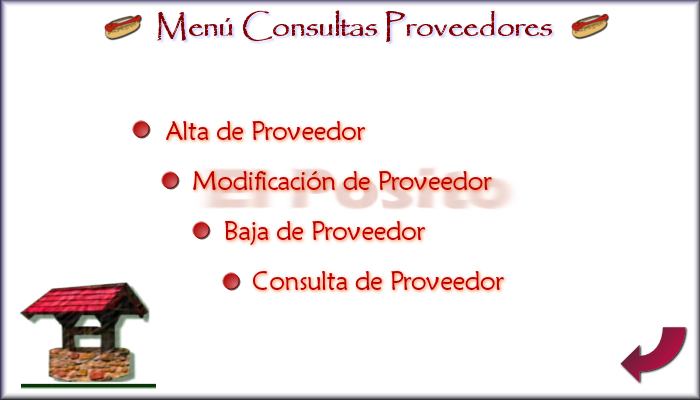 Menú Consultas Proveedores
Alta de Proveedor
El Posito
Modificación de Proveedor
Baja de Proveedor
Consulta de Proveedor